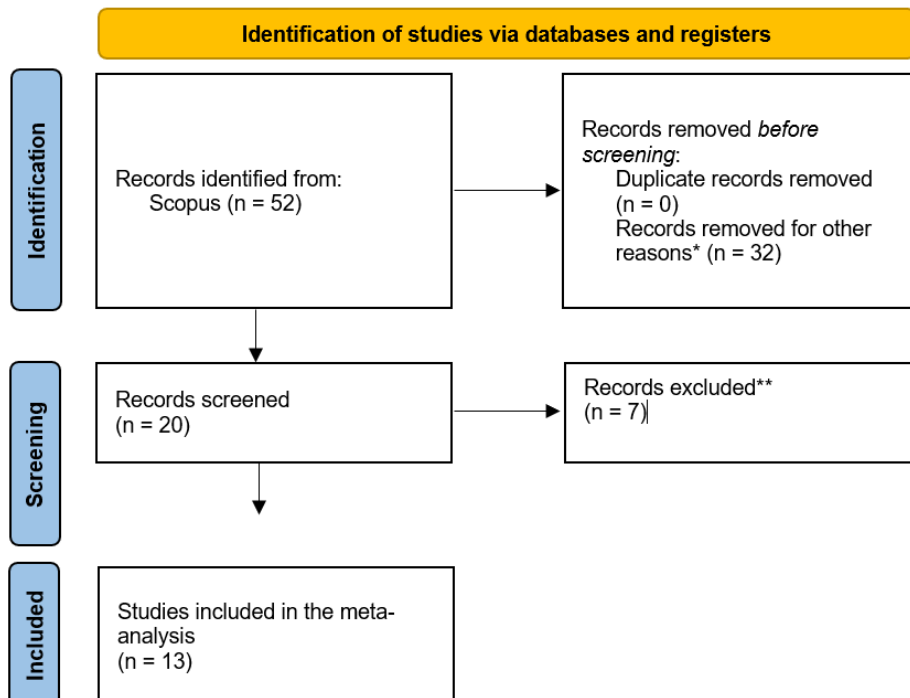 Identification of studies via databases and registers
Identification
Records identified from:
Scopus (n = 52)
Records removed before
screening:
Duplicate records removed
(n = 0)
Records removed for other
reasons* (n = 32)
Screening
Records screened
(n = 20)
Records excluded**
(n = 7)
Included
Studies included in the meta-
analysis
(n = 13)